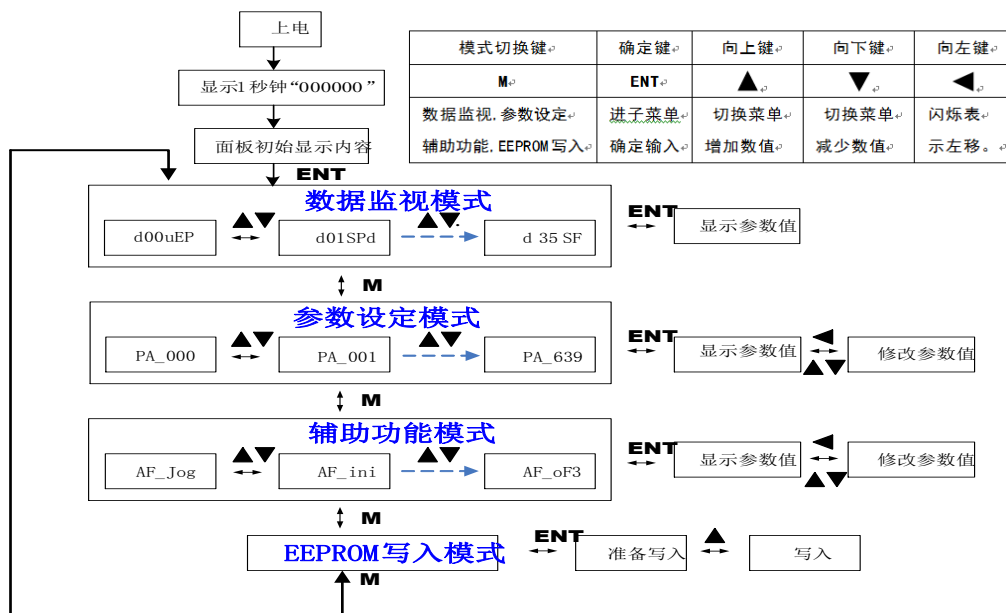 上电
显示1秒钟“000000”
面板初始显示内容
模式切换键 确定键 向上键 向下键 向左键
M ENT ▲ ▼ ◀
数据监视,参数设定 进子菜单 切换菜单 切换菜单 闪烁表
辅助功能,EEPROM写入 确定输入 增加数值 减少数值 示左移。
ENT
数据监视模式
d00uEP ▲▼ d01SPd ▲▼. d 35 SF
ENT 显示参数值
M
参数设定模式
PA_000 ▲▼ PA_001 ▲▼ PA_639
ENT 显示参数值 ◀ ▲▼ 修改参数值
M
辅助功能模式
AF_Jog ▲▼ AF_ini ▲▼ AF_oF3
ENT 显示参数值 ◀ ▲▼ 修改参数值
M
EEPROM写入模式 ENT 准备写入 ▲ 写入
M